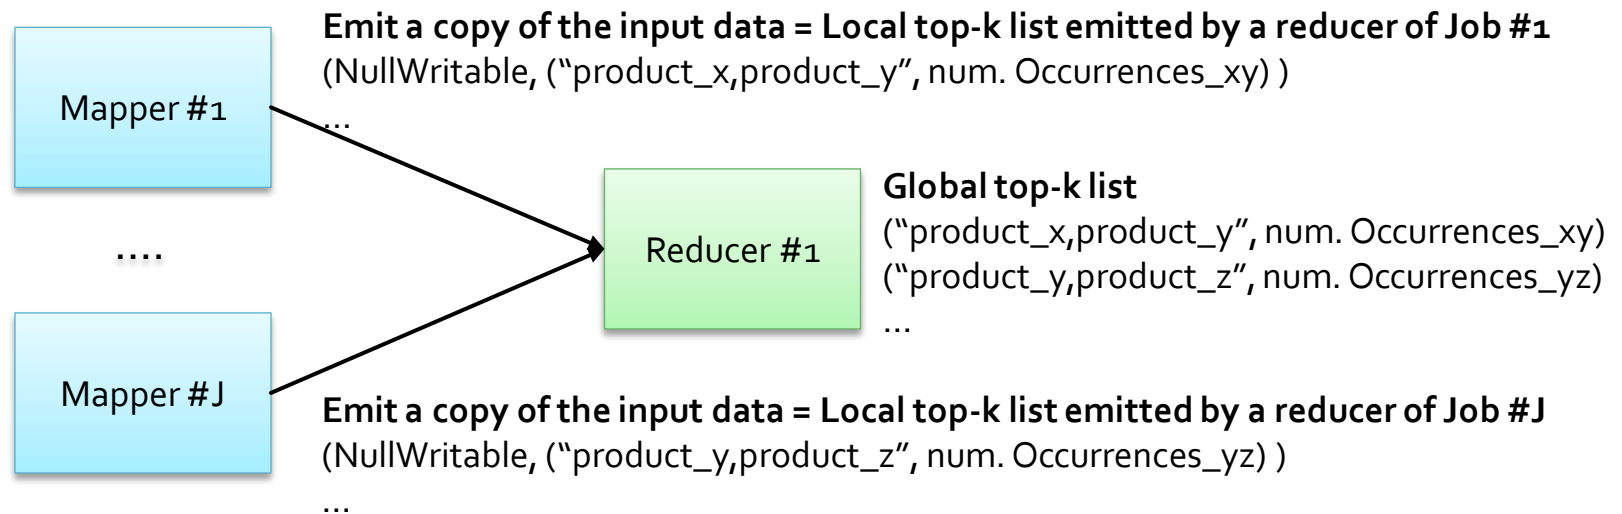 Emit a copy of the input data = Local top-k list emitted by a reducer of Job #1
(NullWritable, (“product_x,product_y”, num. Occurrences_xy) )
...
Mapper #1
....
Reducer #1
Global top-k list
(“product_x,product_y”, num. Occurrences_xy)
(“product_y,product_z”, num. Occurrences_yz)
...
Mapper #J
Emit a copy of the input data = Local top-k list emitted by a reducer of Job #J
(NullWritable, (“product_y,product_z”, num. Occurrences_yz) )
...